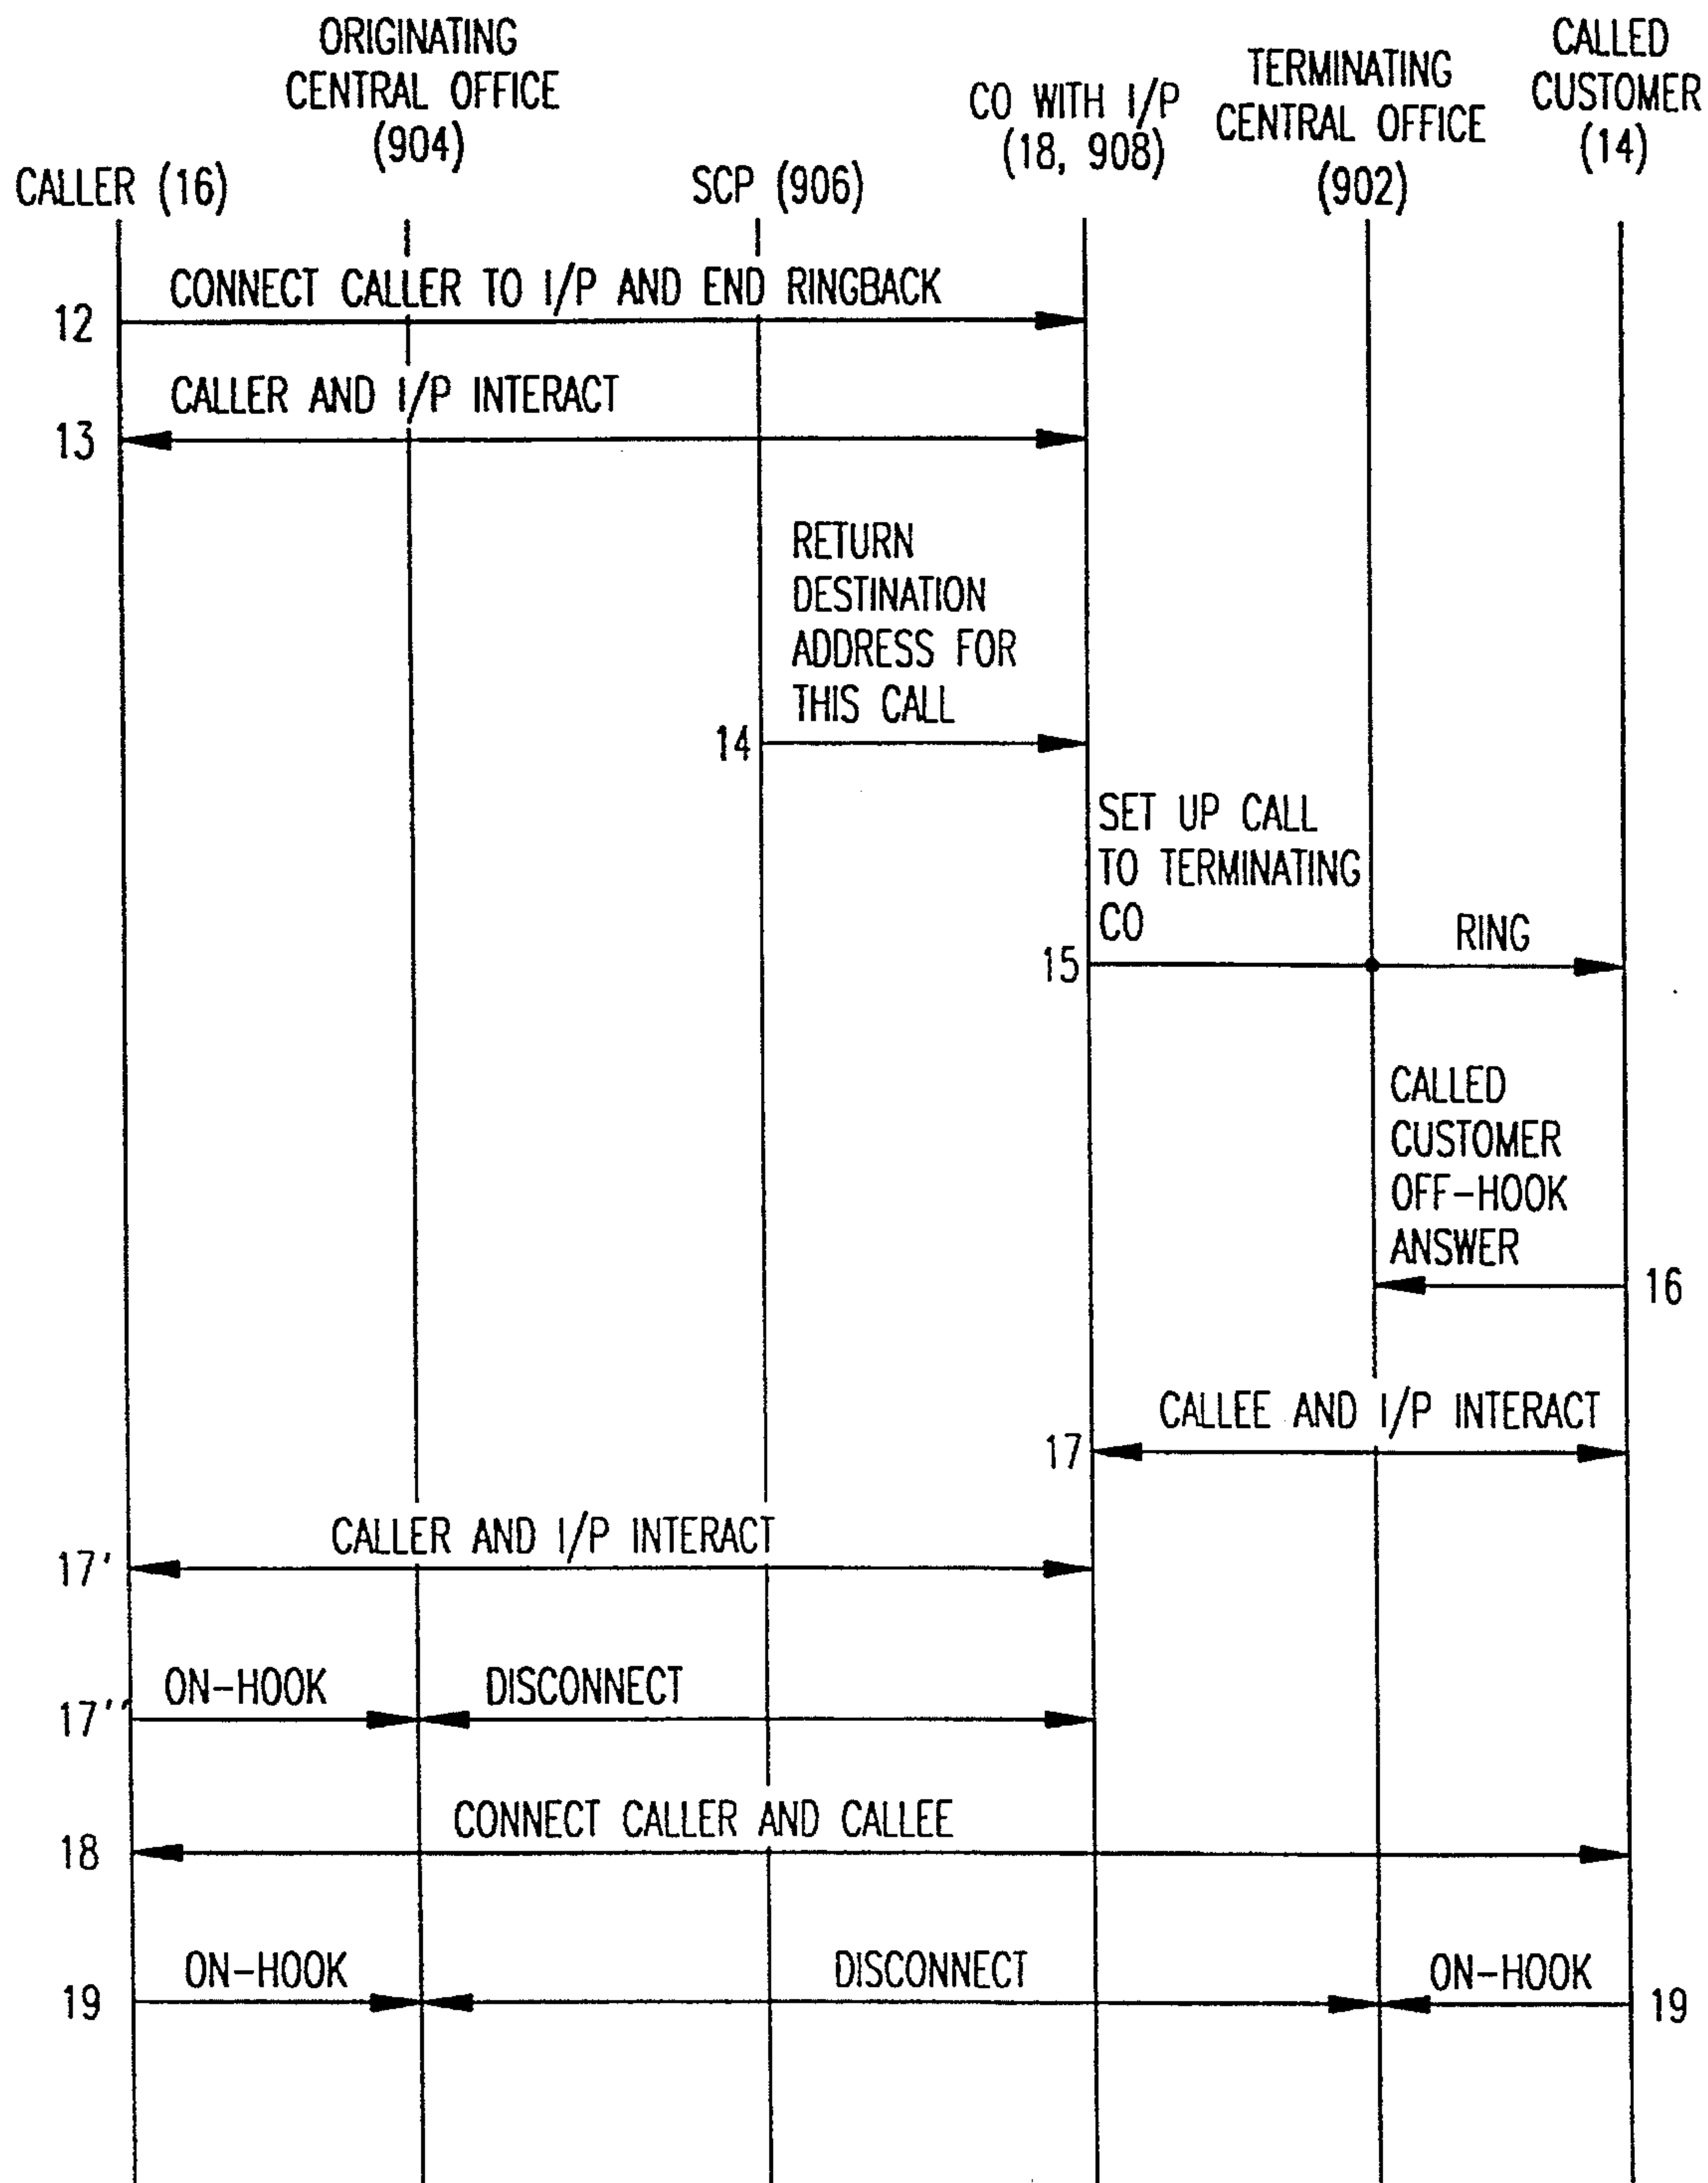 ORIGINATING
CENTRAL OFFICE
(904)
CALLER (16)
SCP (906)
CO WITH I/P
(18, 908)
TERMINATING
CENTRAL OFFICE
(902)
CALLED
CUSTOMER
(14)
CONNECT CALLER TO I/P AND END RINGBACK
12
CALLER AND I/P INTERACT
13
RETURN
DESTINATION
ADDRESS FOR
THIS CALL
14
SET UP CALL
TO TERMINATING
CO
RING
15
CALLED
CUSTOMER
OFF-HOOK
ANSWER
16
CALLEE AND I/P INTERACT
17
CALLER AND I/P INTERACT
17'
ON-HOOK DISCONNECT
17''
CONNECT CALLER AND CALLEE
18
ON-HOOK DISCONNECT ON-HOOK
19 19